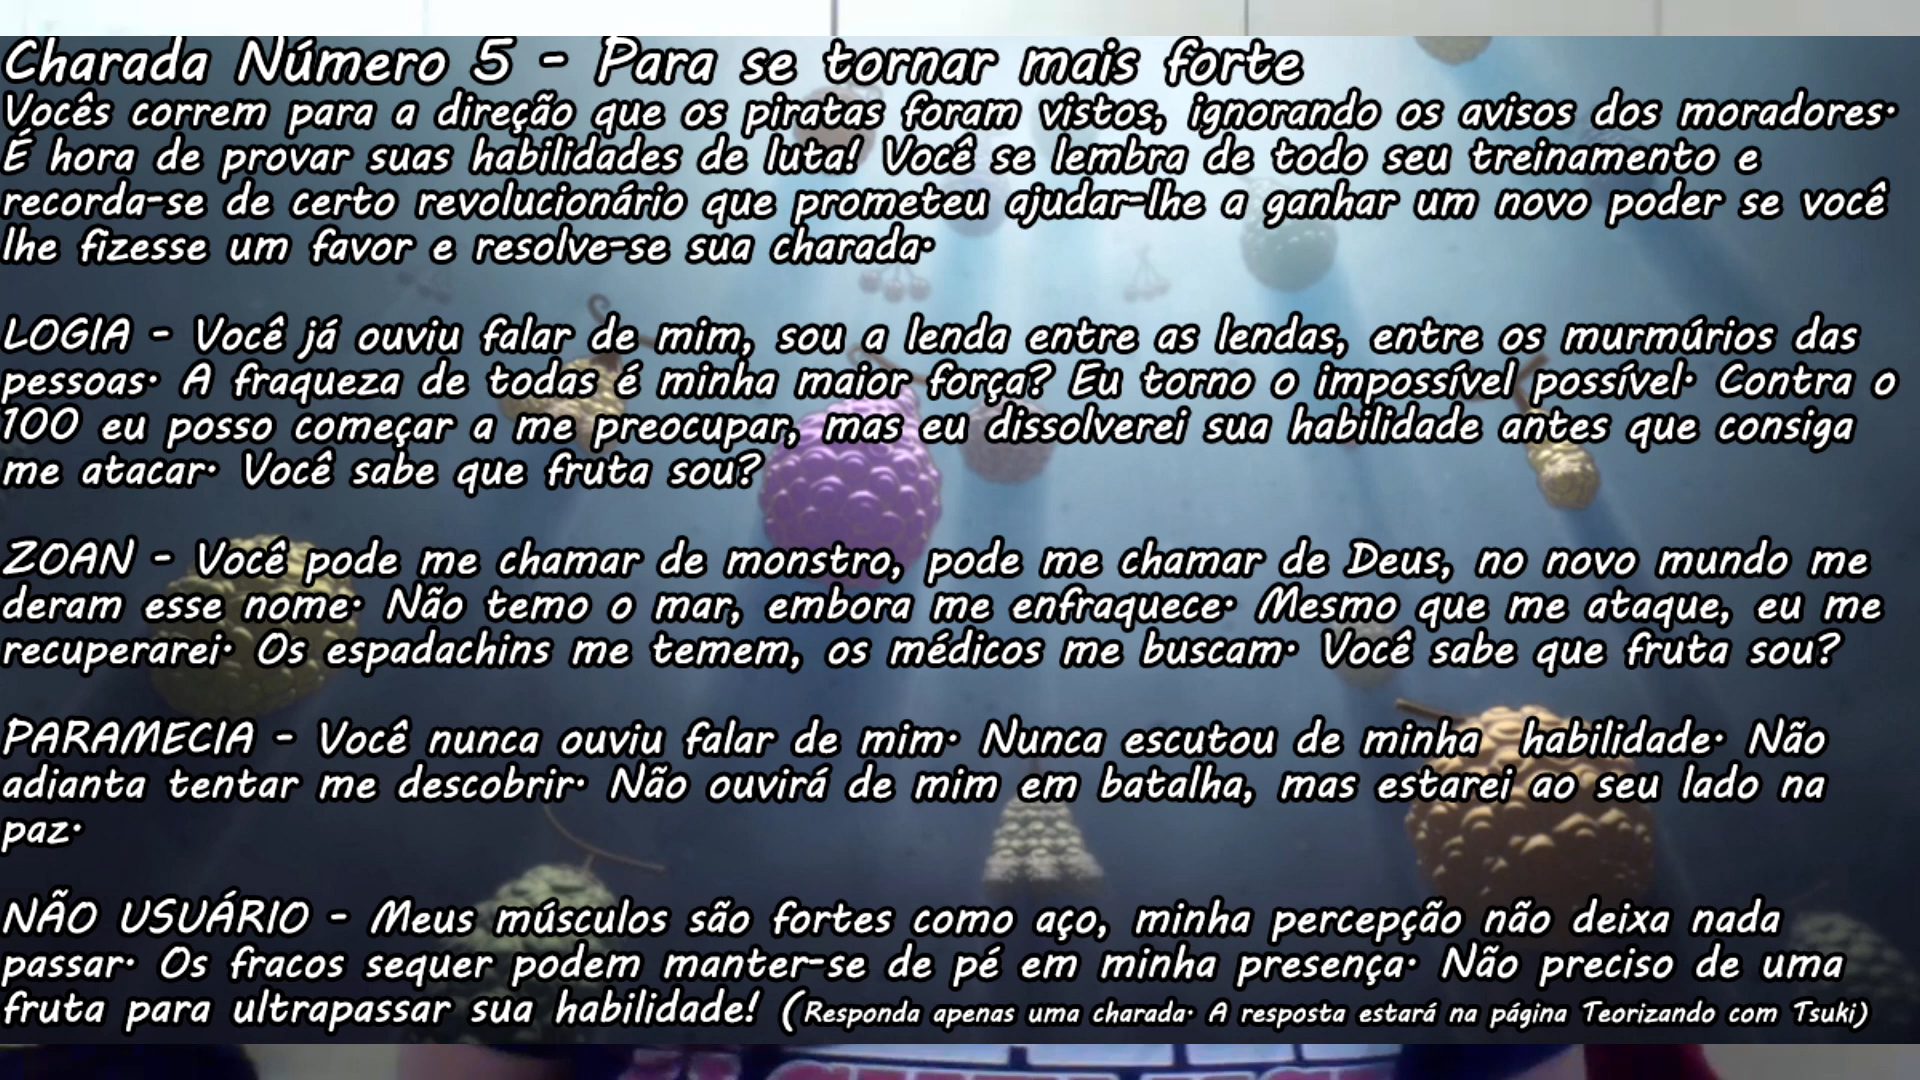 Charada Número 5 - Para se tornar mais forte
Vocês correm para a direção que os piratas foram vistos, ignorando os avisos dos moradores.
É hora de provar suas habilidades de luta! Você se lembra de todo seu treinamento e
recorda-se de certo revolucionário que prometeu ajudar-lhe a ganhar um novo poder se você
lhe fizesse um favor e resolve-se sua charada.
LOGIA - Você já ouviu falar de mim, sou a lenda entre as lendas, entre os murmúrios das
pessoas. A fraqueza de todas é minha maior força? Eu torno o impossível possível. Contra o
100 eu posso começar a me preocupar, mas eu dissolverei sua habilidade antes que consiga
me atacar. Você sabe que fruta sou?
ZOAN - Você pode me chamar de monstro, pode me chamar de Deus, no novo mundo me
deram esse nome. Não temo o mar, embora me enfraquece. Mesmo que me ataque, eu me
recuperarei. Os espadachins me temem, os médicos me buscam. Você sabe que fruta sou?
PARAMECIA - Você nunca ouviu falar de mim. Nunca escutou de minha habilidade. Não
adianta tentar me descobrir. Não ouvirá de mim em batalha, mas estarei ao seu lado na
paz.
NÃO USUÁRIO - Meus músculos são fortes como aço, minha percepção não deixa nada
passar. Os fracos sequer podem manter-se de pé em minha presença. Não preciso de uma
fruta para ultrapassar sua habilidade! (Responda apenas uma charada. A resposta estará na página Teorizando com Tsuki)